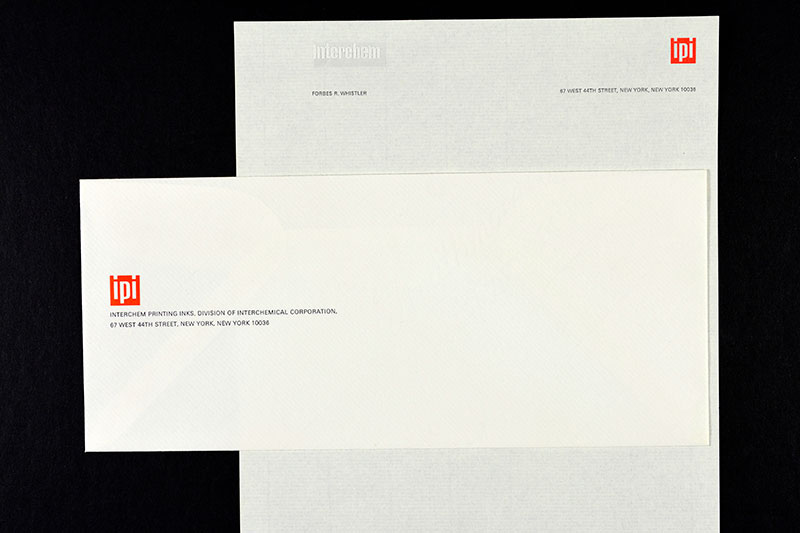 interchem
ipi
FORBES R. WHISTLER
67 WEST 44TH STREET, NEW YORK, NEW YORK 10036
ipi
INTERCHEM PRINTING INKS, DIVISION OF INTERCHEMICAL CORPORATION,
67 WEST 44TH STREET, NEW YORK, NEW YORK 10036